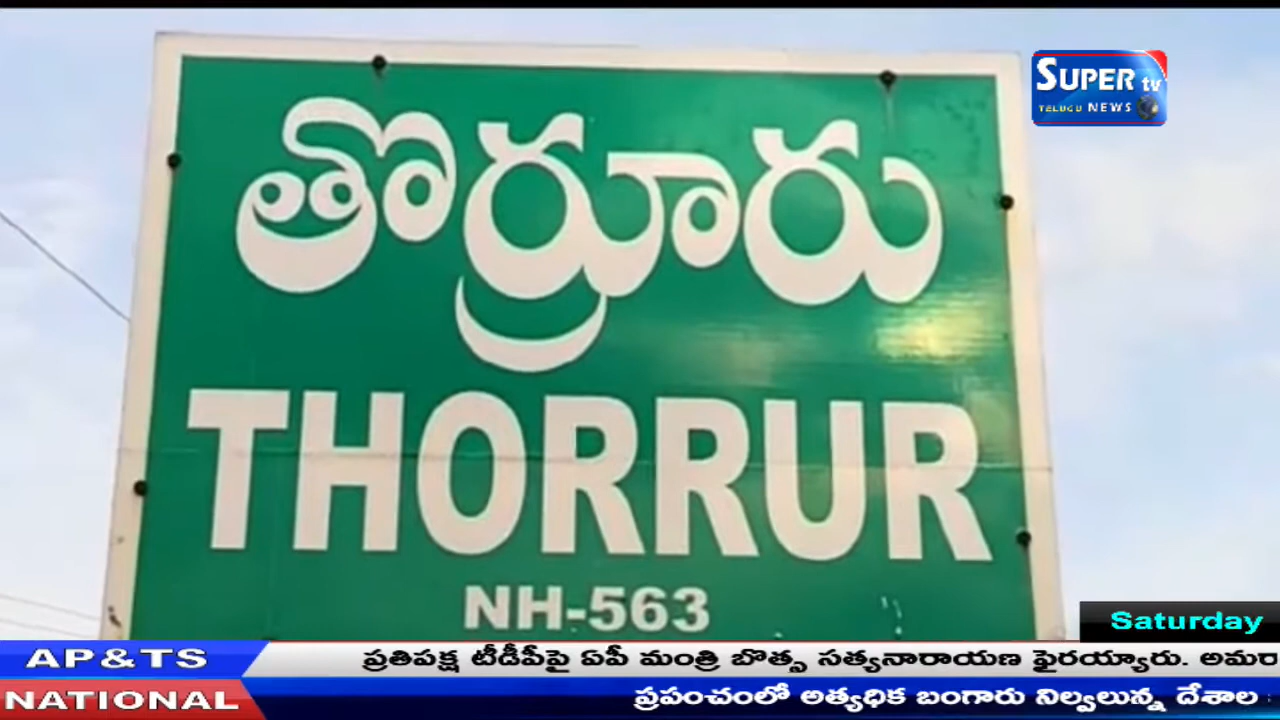 SUPER tv
TELUGU NEWS
తొర్రూరు
THORRUR
NH-563
Saturday
AP&TS
ప్రతిపక్ష టీడీపీపై ఏపీ మంత్రి బొత్స సత్యనారాయణ ఫైరయ్యారు. అమరా
NATIONAL
ప్రపంచంలో అత్యధిక బంగారు నిల్వలున్న దేశాల